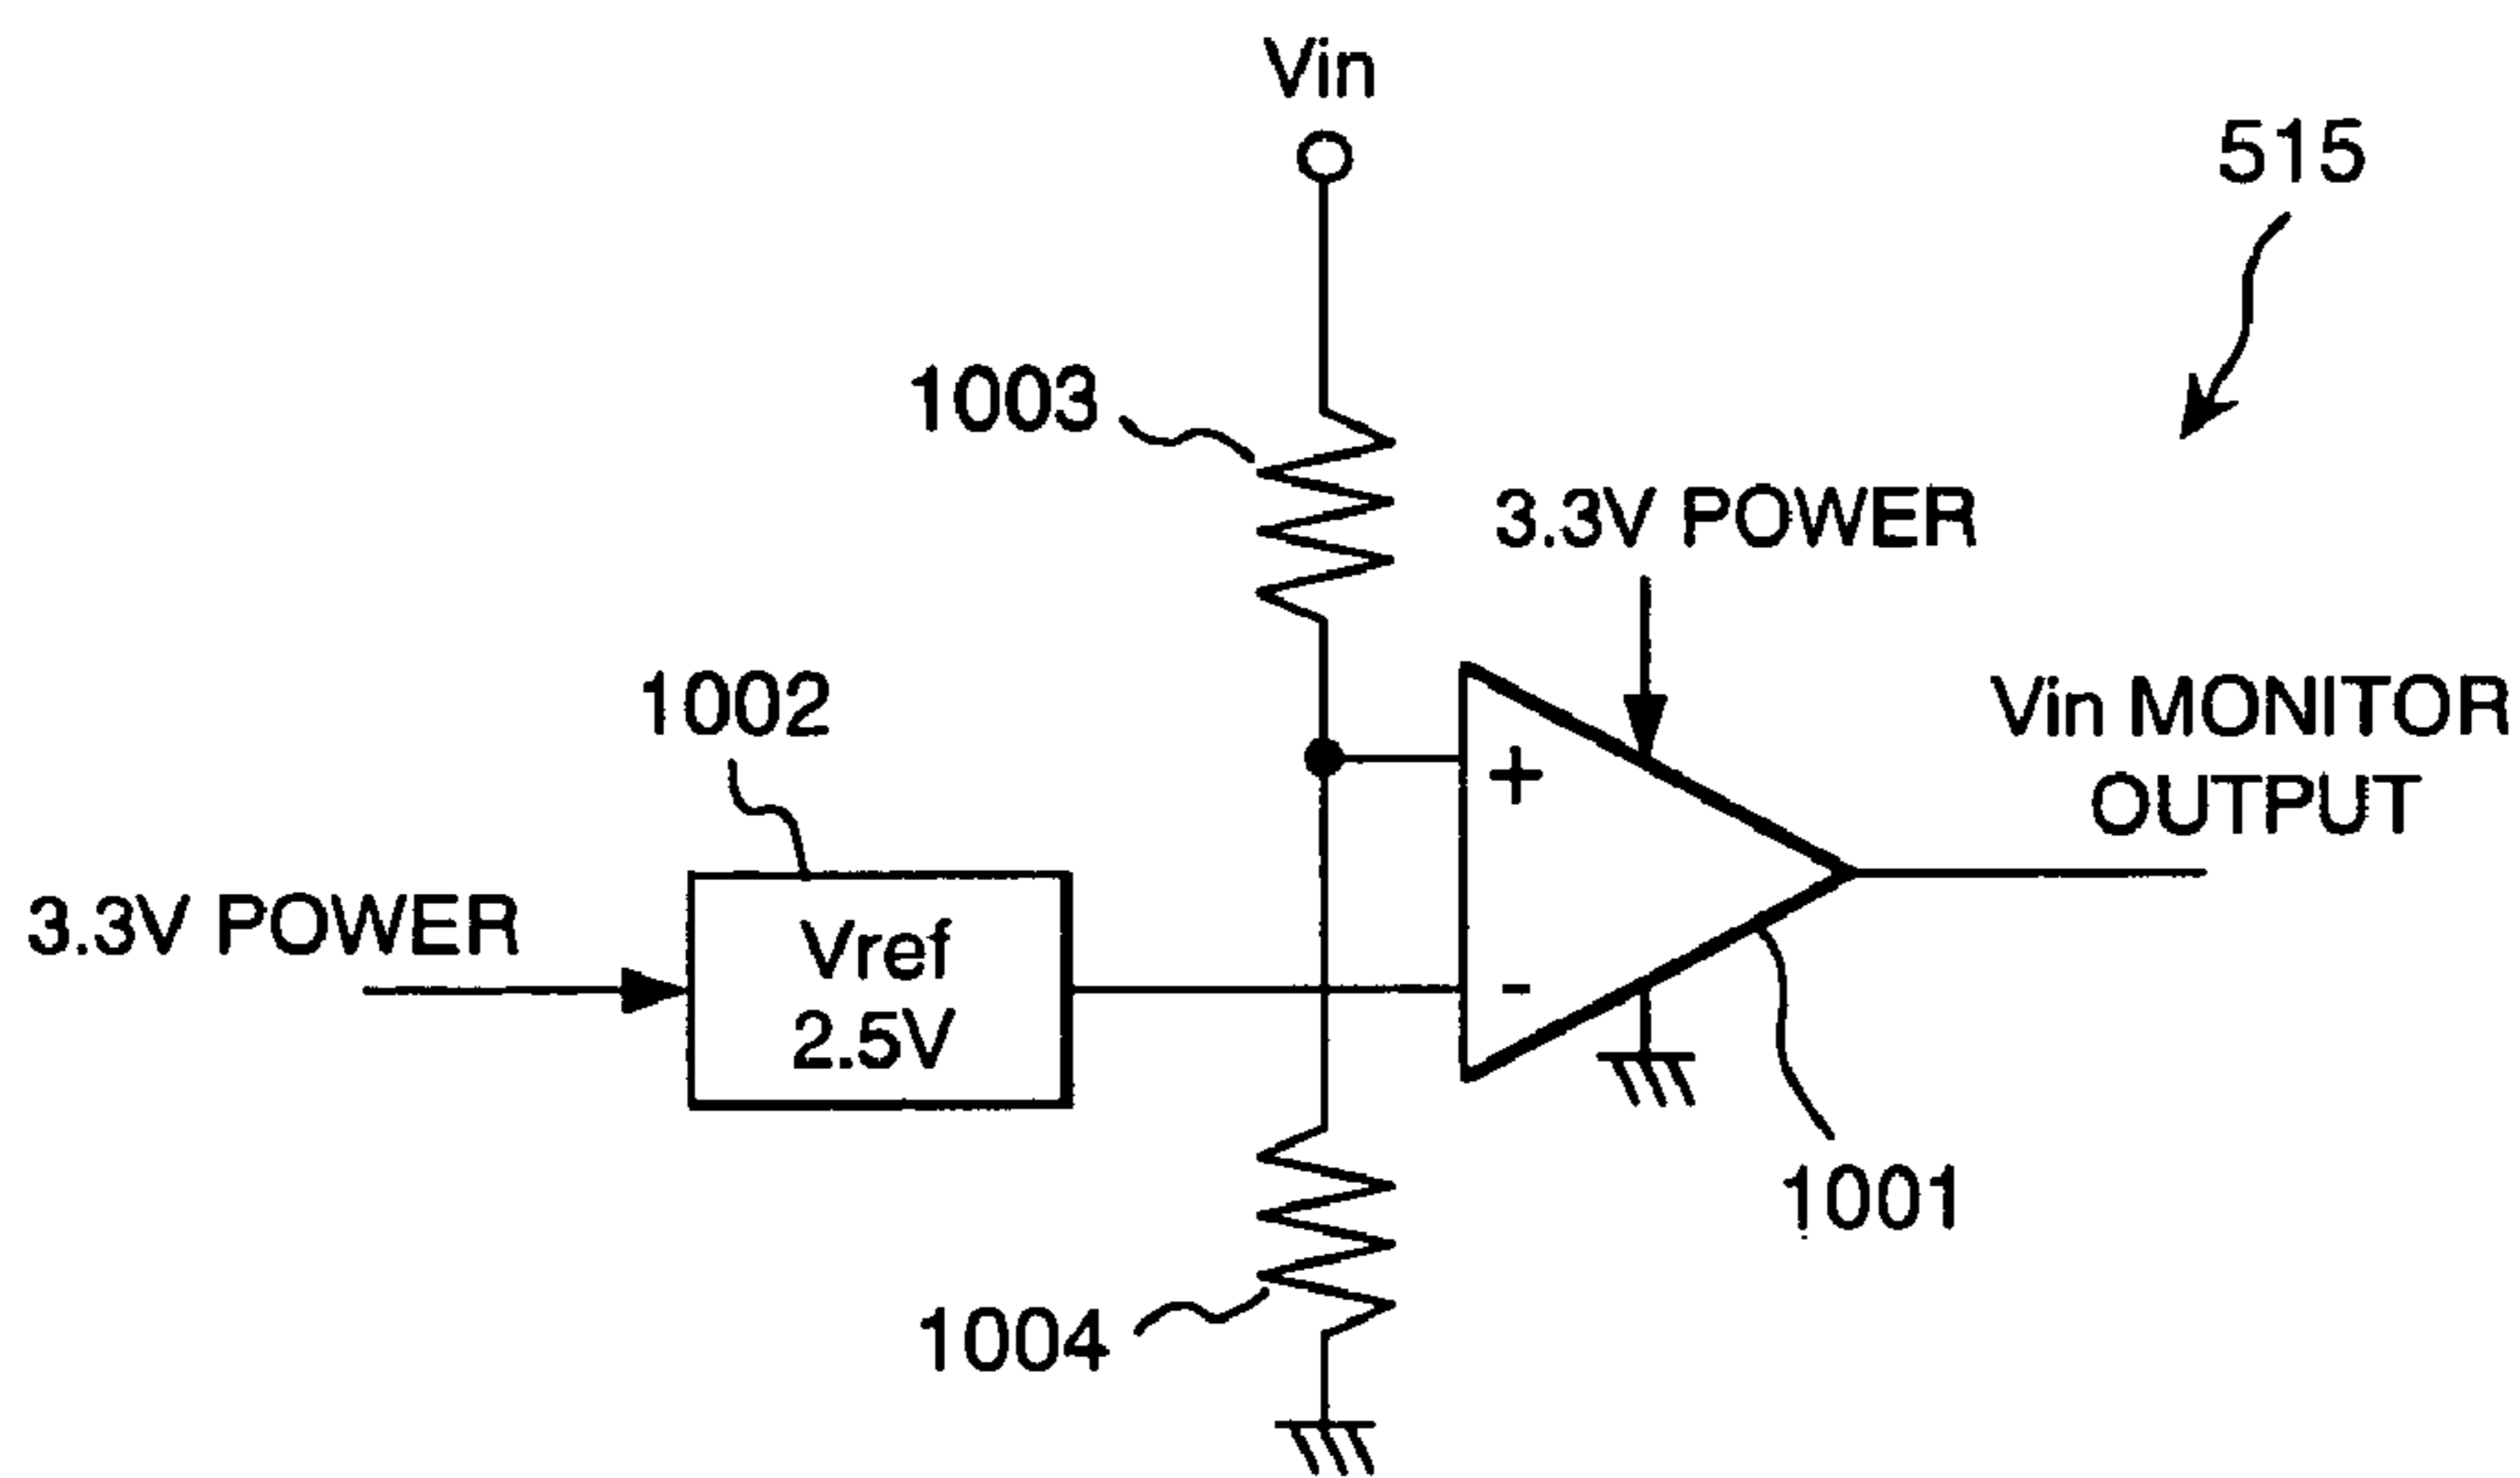 Vin
515
1003
3.3V POWER
1002
Vin MONITOR
OUTPUT
+
3.3V POWER
Vref
2.5V
-
1001
1004